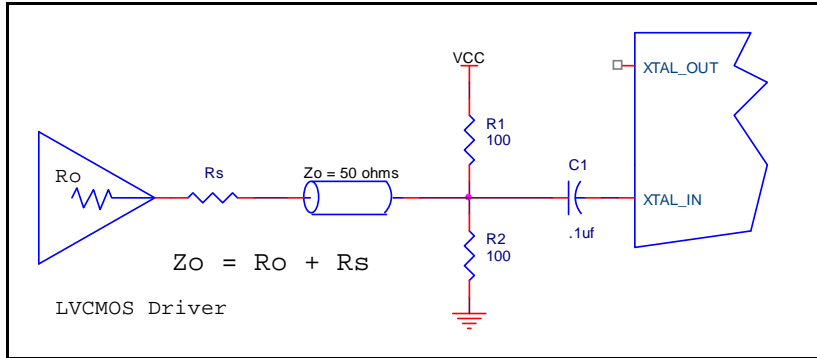 VCC
XTAL_OUT
R1
100
Ro
Rs
Zo = 50 ohms
C1
XTAL_IN
.1uf
R2
100
Zo = Ro + Rs
LVCMOS Driver